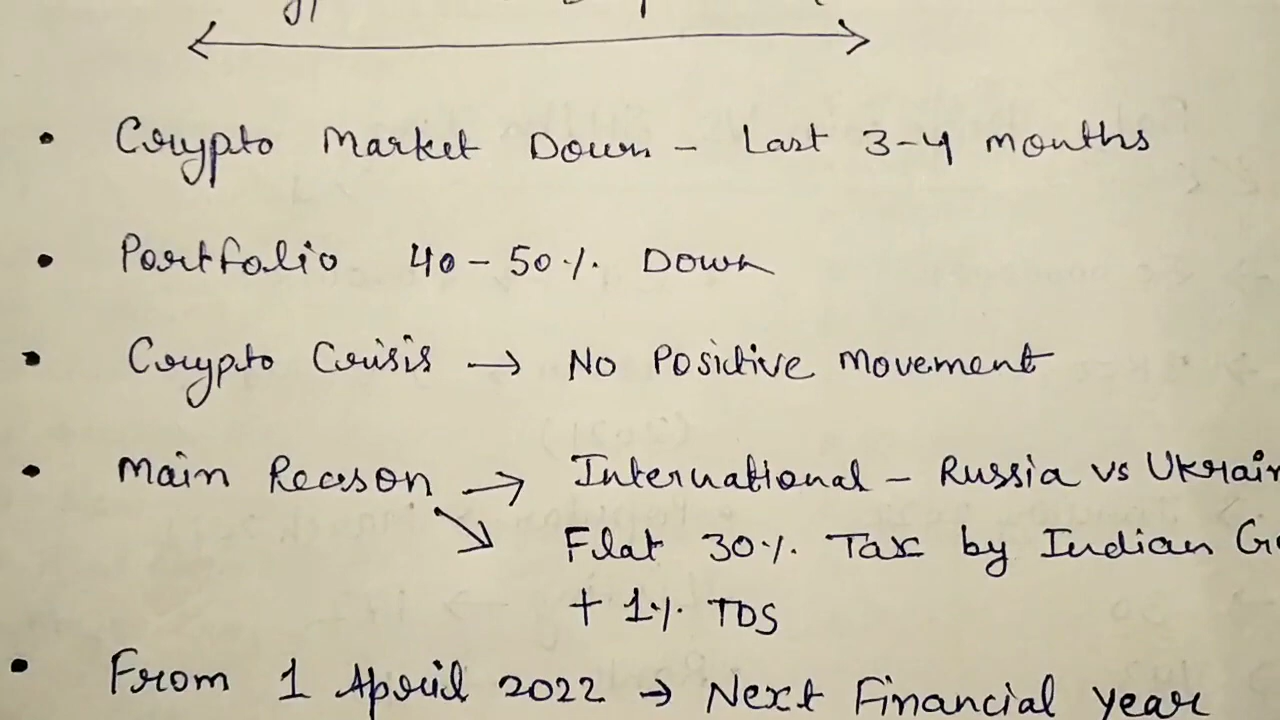 • Crypto Market Down - Last 3-4 months
• Portfolio 40-50% Down
• Crypto Crisis → No Positive Movement
• Main Reason → International - Russia vs Ukrain
Flat 30% Tax by Indian G
+ 1% TDS
• From 1 April 2022 → Next Financial year